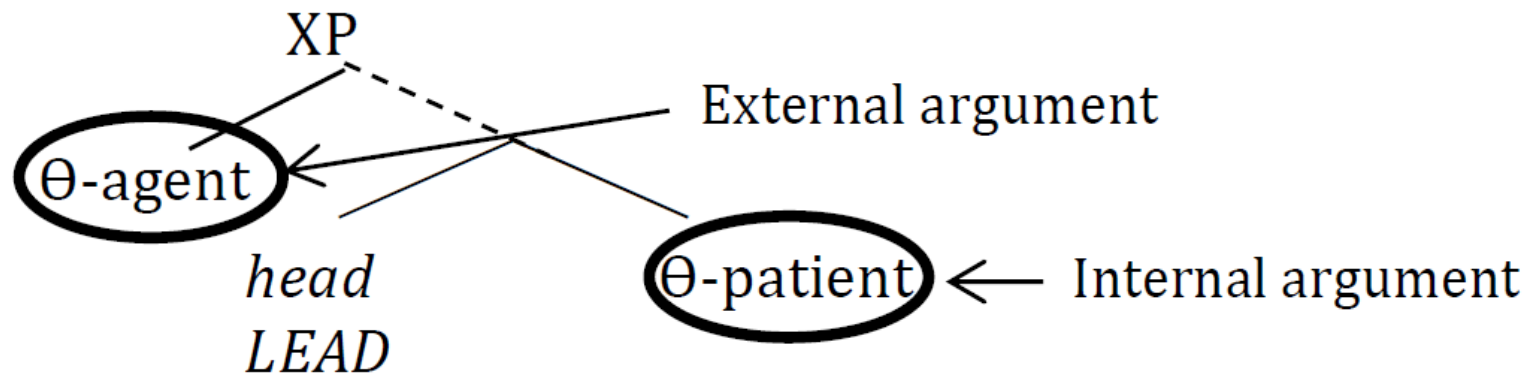 XP
External argument
Ɵ-agent
head
Ɵ-patient
Internal argument
LEAD